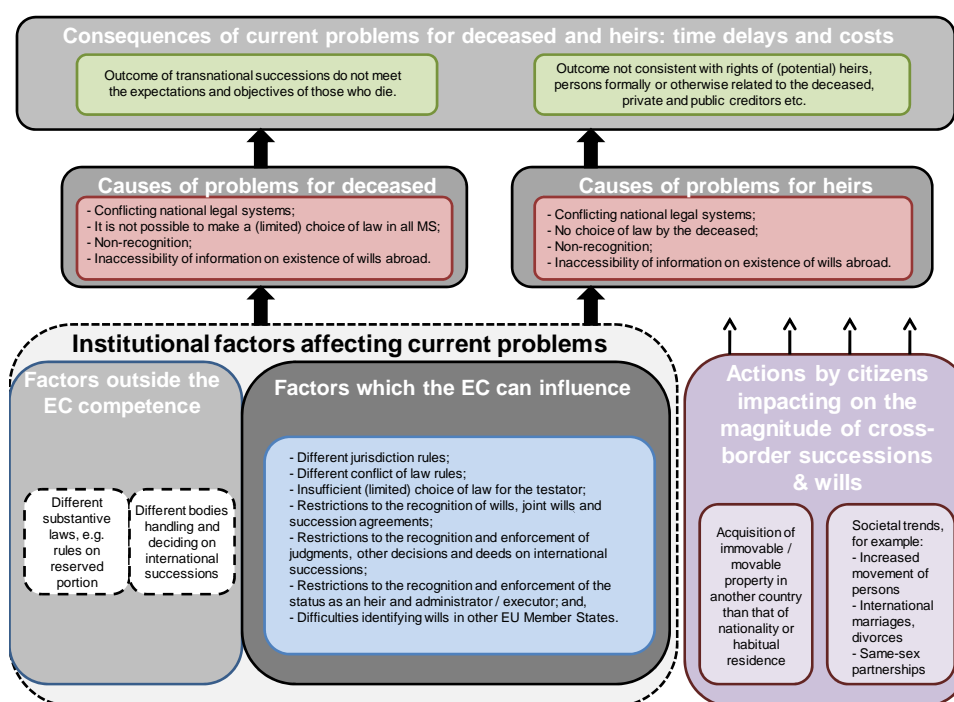 Consequences of current problems for deceased and heirs: time delays and costs
Outcome of transnational successions do not meet
the expectations and objectives of those who die.
Outcome not consistent with rights of (potential) heirs,
persons formally or otherwise related to the deceased,
private and public creditors etc.
Causes of problems for deceased
- Conflicting national legal systems;
- It is not possible to make a (limited) choice of law in all MS;
- Non-recognition;
- Inaccessibility of information on existence of wills abroad.
Causes of problems for heirs
- Conflicting national legal systems;
- No choice of law by the deceased;
- Non-recognition;
- Inaccessibility of information on existence of wills abroad.
Institutional factors affecting current problems
Factors outside the
EC competence
Different
substantive
laws, e.g.
rules on
reserved
portion
Different bodies
handling and
deciding on
international
successions
Factors which the EC can influence
- Different jurisdiction rules;
- Different conflict of law rules;
- Insufficient (limited) choice of law for the testator;
- Restrictions to the recognition of wills, joint wills and
succession agreements;
- Restrictions to the recognition and enforcement of
judgments, other decisions and deeds on international
successions;
- Restrictions to the recognition and enforcement of the
status as an heir and administrator / executor; and,
- Difficulties identifying wills in other EU Member States.
Actions by citizens
impacting on the
magnitude of cross-
border successions
& wills
Acquisition of
immovable /
movable
property in
another country
than that of
nationality or
habitual
residence
Societal trends,
for example:
- Increased
movement of
persons
- International
marriages,
divorces
- Same-sex
partnerships